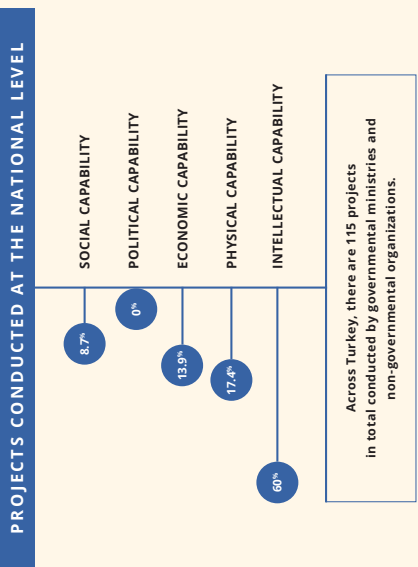 PROJECTS CONDUCTED AT THE NATIONAL LEVEL
SOCIAL CAPABILITY
8.7%
POLITICAL CAPABILITY
0%
ECONOMIC CAPABILITY
13.9%
PHYSICAL CAPABILITY
17.4%
INTELLECTUAL CAPABILITY
60%
Across Turkey, there are 115 projects
in total conducted by governmental ministries and
non-governmental organizations.